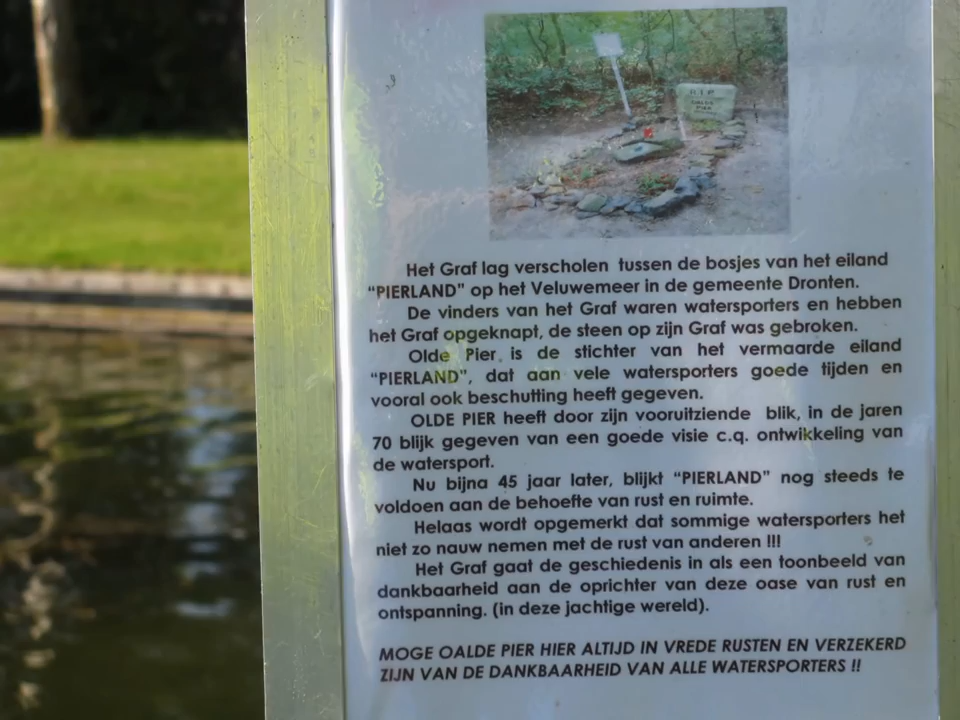 R I P
OALDE
PIER
Het Graf lag verscholen tussen de bosjes van het eiland
“PIERLAND” op het Veluwemeer in de gemeente Dronten.
De vinders van het Graf waren watersporters en hebben
het Graf opgeknapt, de steen op zijn Graf was gebroken.
Olde Pier is de stichter van het vermaarde eiland
“PIERLAND”, dat aan vele watersporters goede tijden en
vooral ook beschutting heeft gegeven.
OLDE PIER heeft door zijn vooruitziende blik, in de jaren
70 blijk gegeven van een goede visie c.q. ontwikkeling van
de watersport.
Nu bijna 45 jaar later, blijkt “PIERLAND” nog steeds te
voldoen aan de behoefte van rust en ruimte.
Helaas wordt opgemerkt dat sommige watersporters het
niet zo nauw nemen met de rust van anderen !!!
Het Graf gaat de geschiedenis in als een toonbeeld van
dankbaarheid aan de oprichter van deze oase van rust en
ontspanning. (in deze jachtige wereld).
MOGE OALDE PIER HIER ALTIJD IN VREDE RUSTEN EN VERZEKERD
ZIJN VAN DE DANKBAARHEID VAN ALLE WATERSPORTERS !!